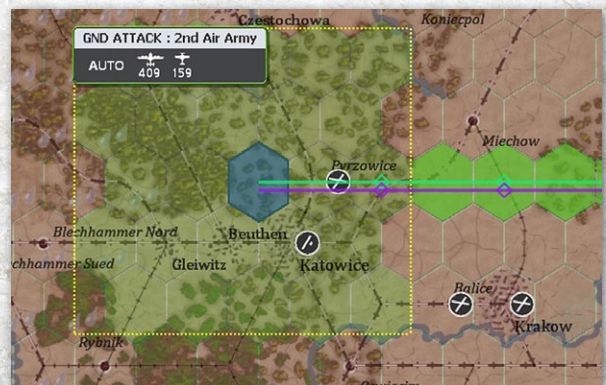 Czestochowa
Koniecpol
GND ATTACK : 2nd Air Army
AUTO 409 159
Miechow
Pyrzowice
Blechhammer Nord
Beuthen
chhammer Sued
Gleiwitz
Katowice
Balice
Krakow
Rybnik
Oswiecim